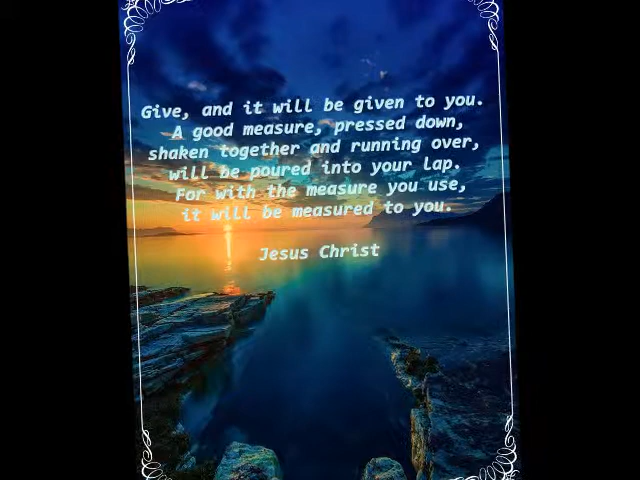 Give, and it will be given to you.
A good measure, pressed down,
shaken together and running over,
will be poured into your lap.
For with the measure you use,
it will be measured to you.
Jesus Christ